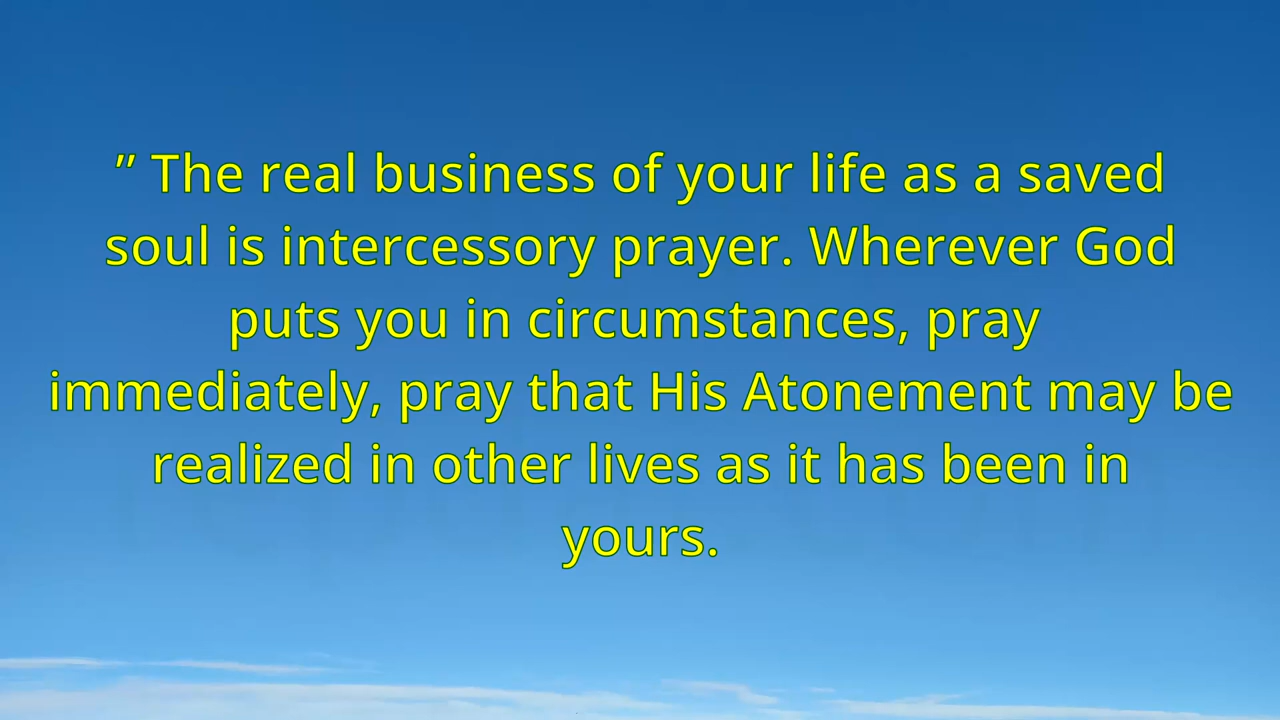 ” The real business of your life as a saved
soul is intercessory prayer. Wherever God
puts you in circumstances, pray
immediately, pray that His Atonement may be
realized in other lives as it has been in
yours.